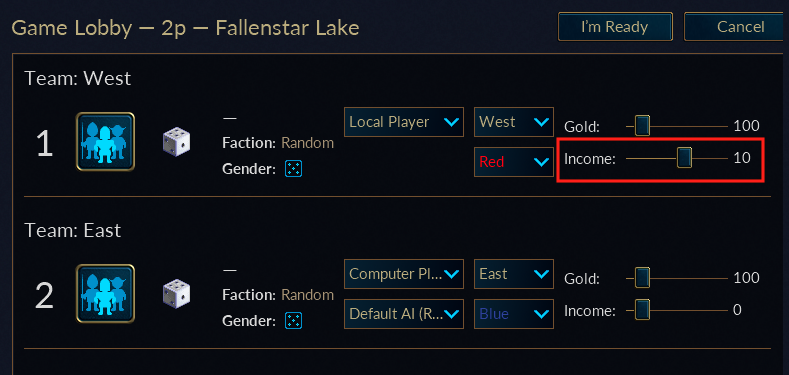 Game Lobby — 2p — Fallenstar Lake
I'm Ready
Cancel
Team: West
1
—
Faction: Random
Gender:
Local Player
West
Red
Gold: 100
Income: 10
Team: East
2
—
Faction: Random
Gender:
Computer Pl...
Default AI (R...
East
Blue
Gold: 100
Income: 0